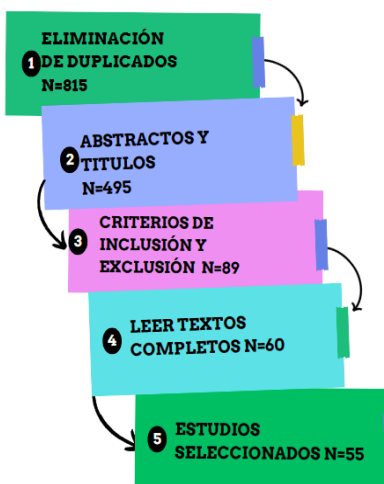 ELIMINACIÓN
1 DE DUPLICADOS
N=815
ABSTRACTOS Y
2 TITULOS
N=495
CRITERIOS DE
3 INCLUSIÓN Y
EXCLUSIÓN N=89
4 LEER TEXTOS
COMPLETOS N=60
5 ESTUDIOS
SELECCIONADOS N=55